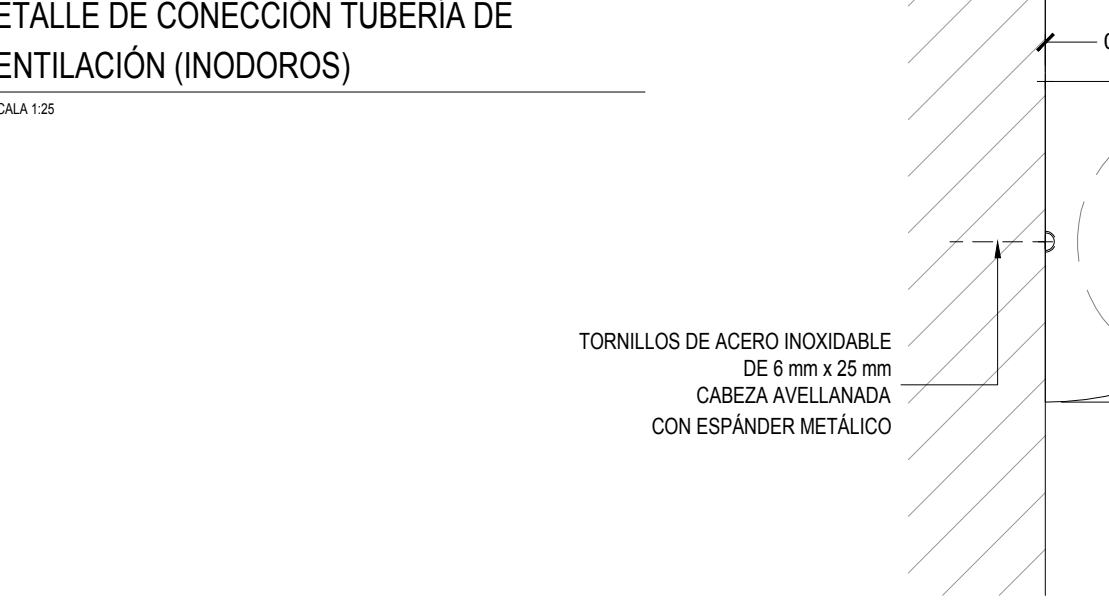 ETALLE DE CONECCIÓN TUBERÍA DE
ENTILACIÓN (INODOROS)
CALA 1:25
TORNILLOS DE ACERO INOXIDABLE
DE 6 mm x 25 mm
CABEZA AVELLANADA
CON ESPÁNDER METÁLICO